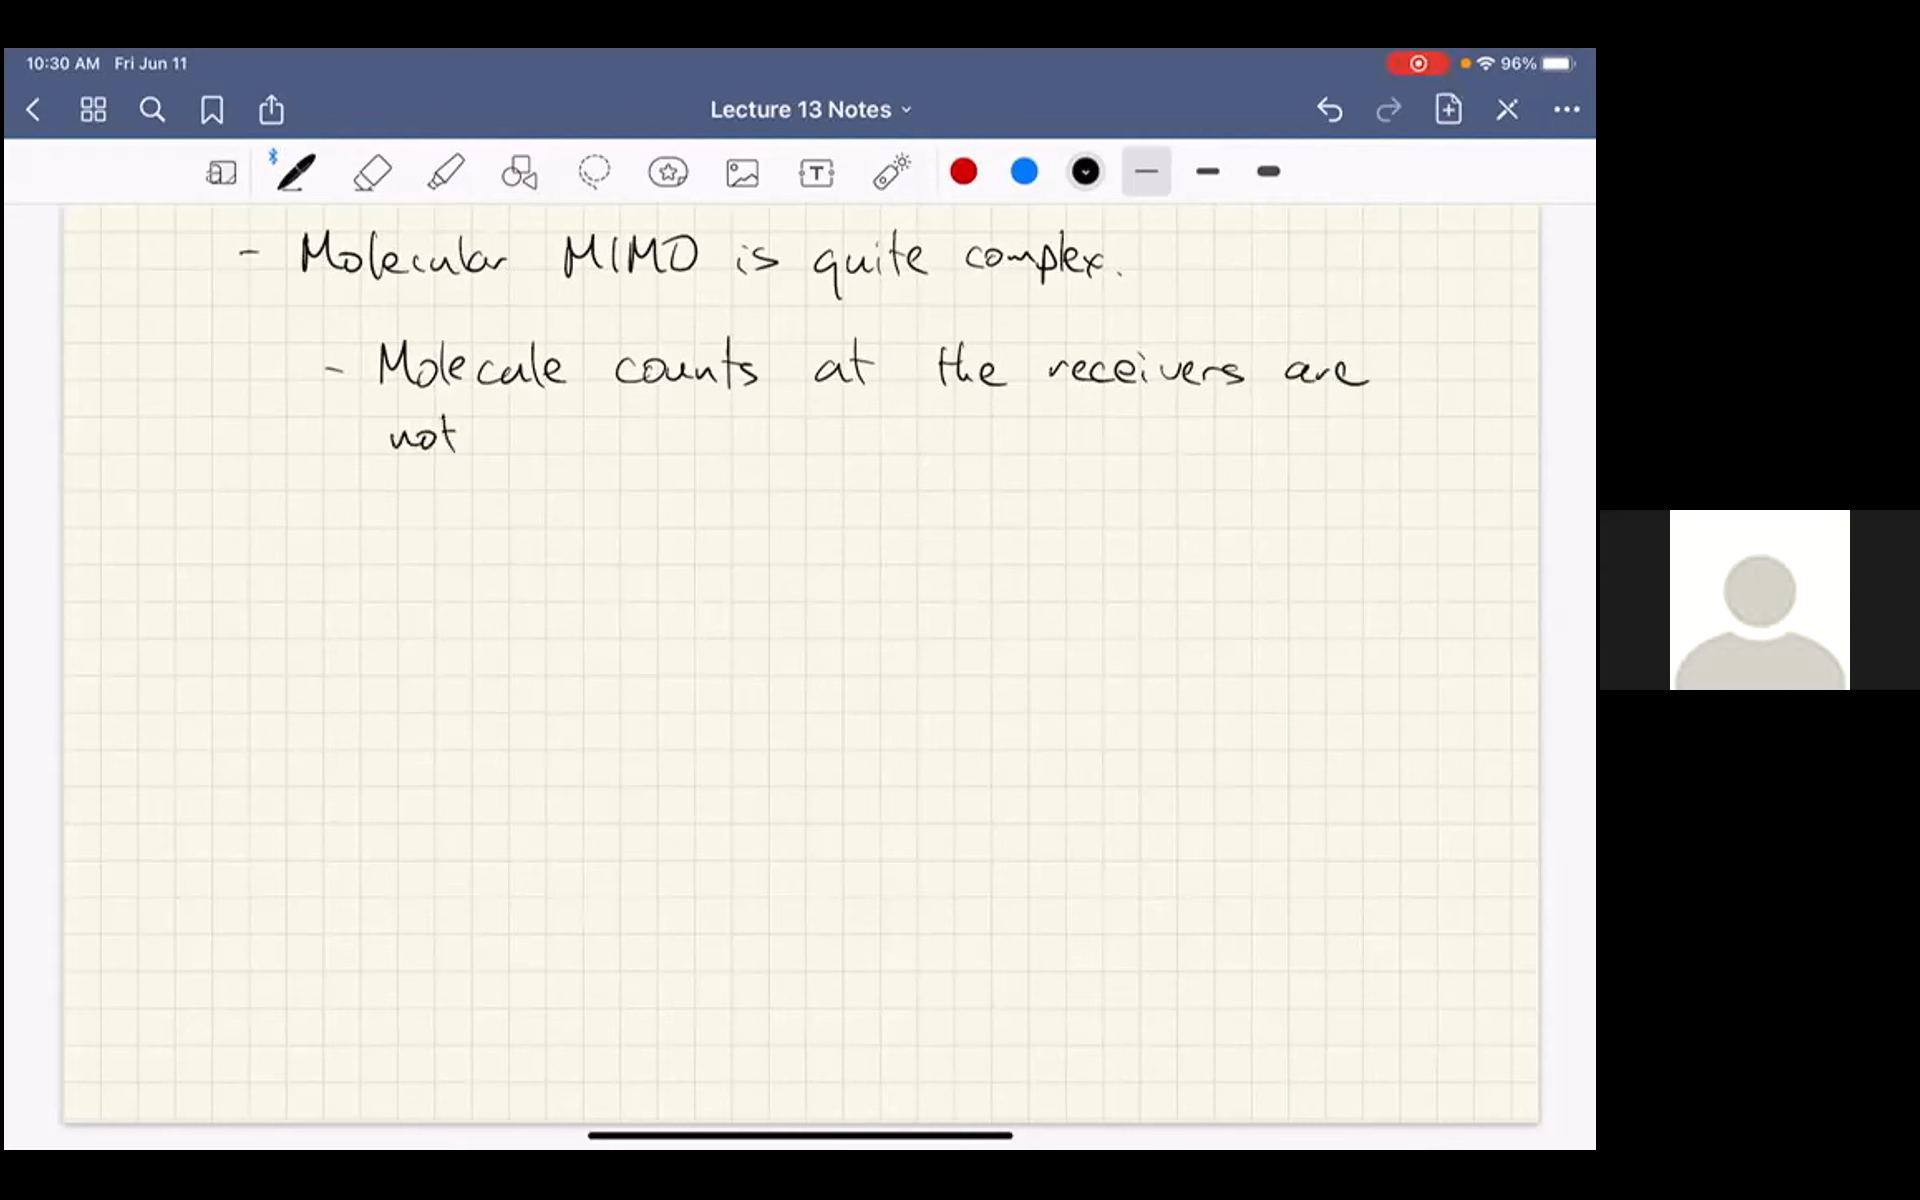 10:30 AM Fri Jun 11
96%
Lecture 13 Notes
- Molecular MIMO is quite complex.
- Molecule counts at the receivers are
not